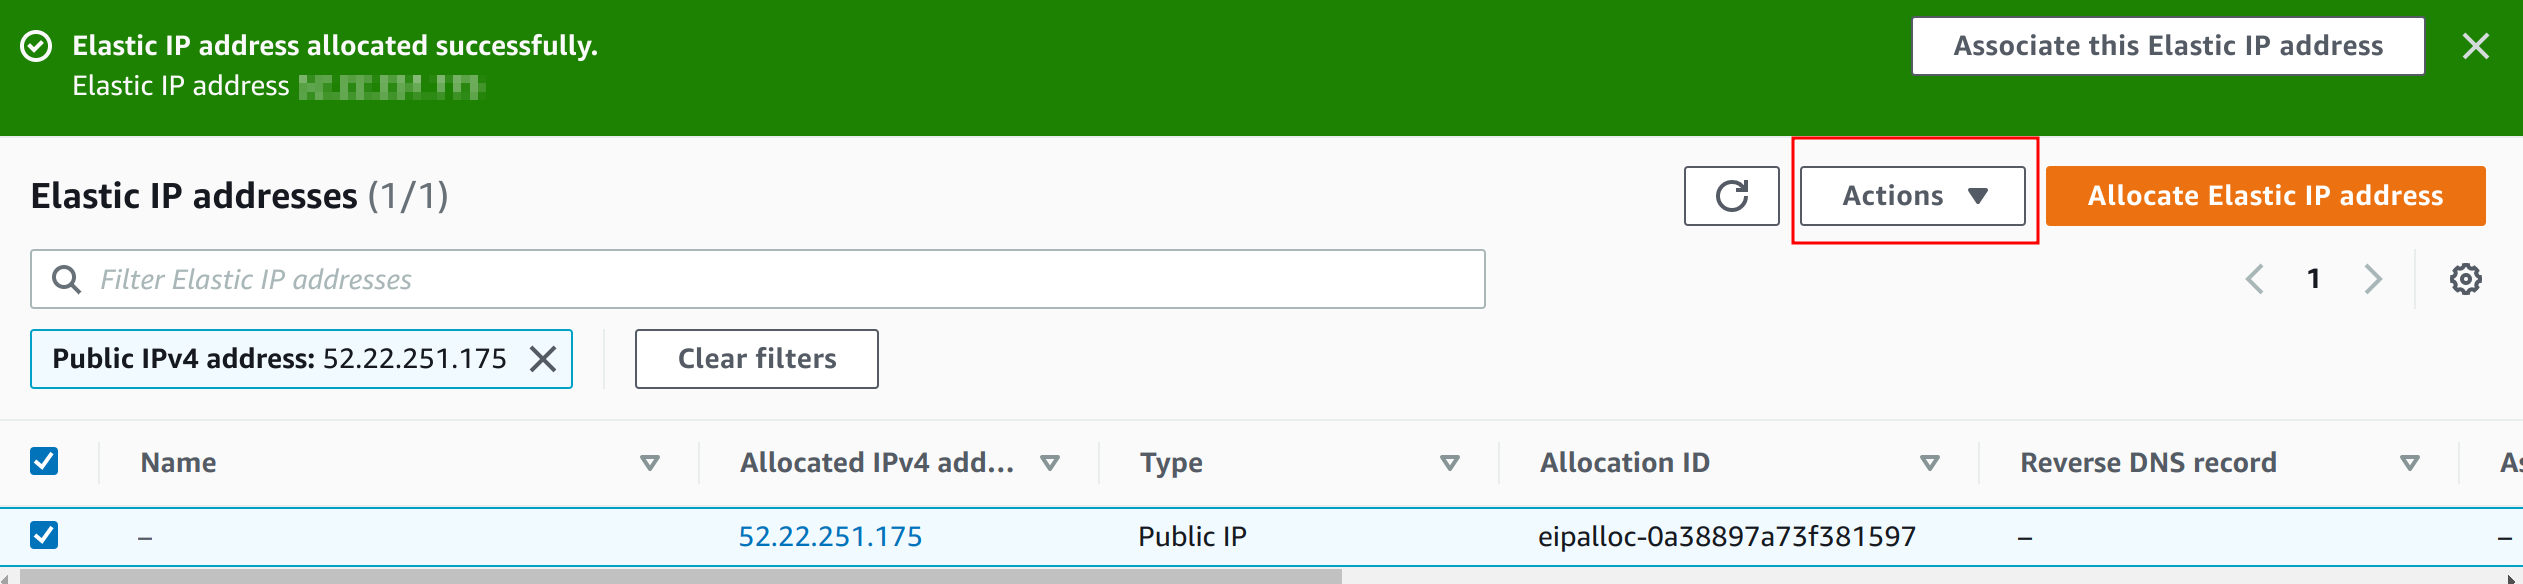 Elastic IP address allocated successfully.
Associate this Elastic IP address
Elastic IP address
Elastic IP addresses (1/1)
Actions
Allocate Elastic IP address
Filter Elastic IP addresses
1
Public IPv4 address: 52.22.251.175
Clear filters
Name
Allocated IPv4 add...
Type
Allocation ID
Reverse DNS record
–
52.22.251.175
Public IP
eipalloc-0a38897a73f381597
–
–